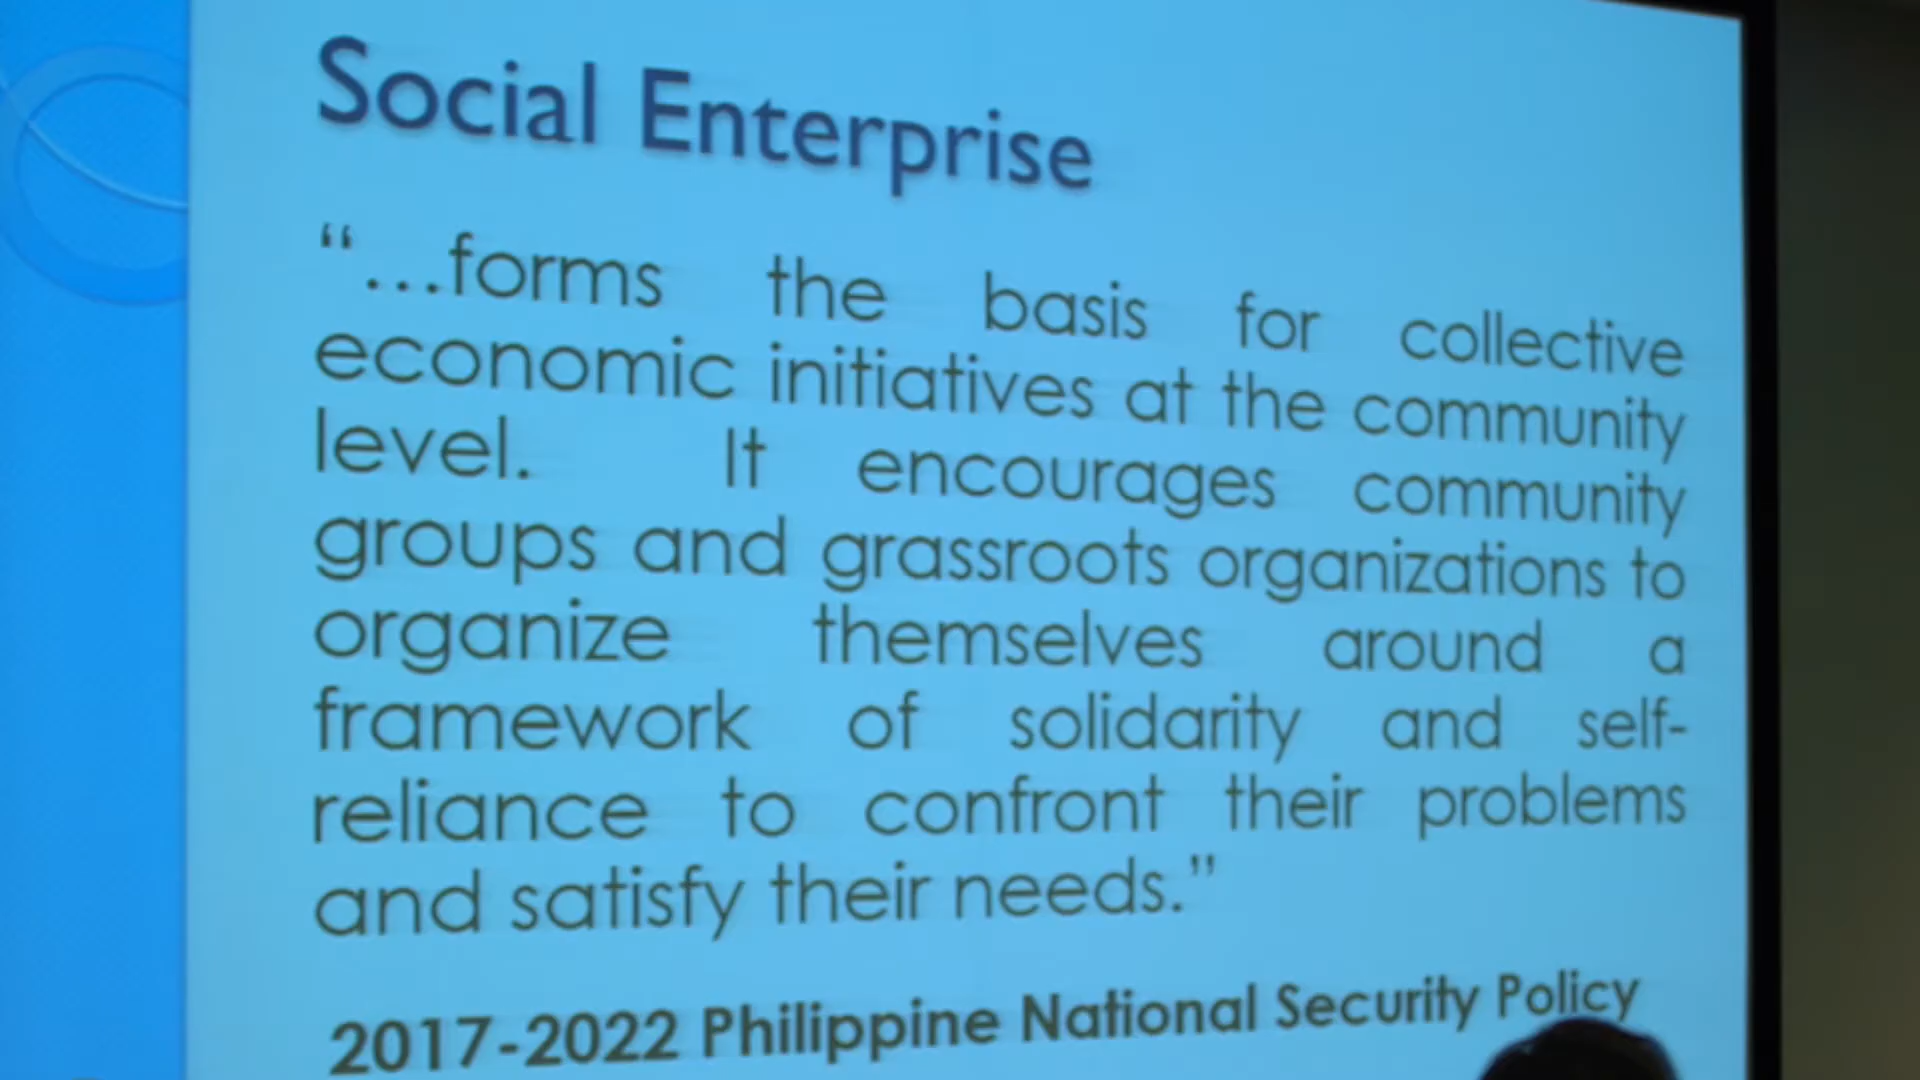 Social Enterprise
“...forms the basis for collective
economic initiatives at the community
level. It encourages community
groups and grassroots organizations to
organize themselves around a
framework of solidarity and self-
reliance to confront their problems
and satisfy their needs.”
2017-2022 Philippine National Security Policy